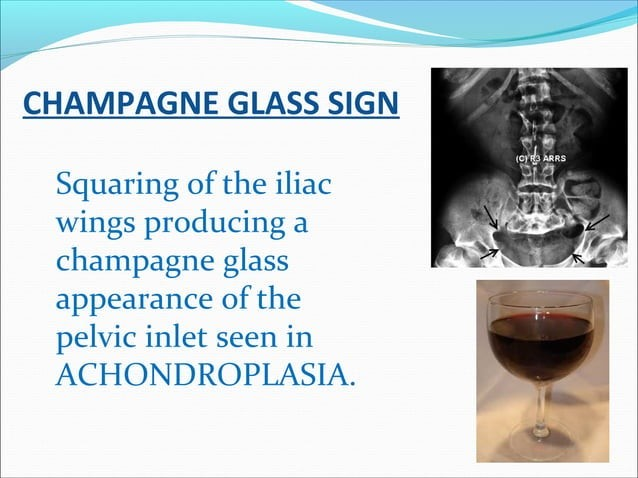 CHAMPAGNE GLASS SIGN
Squaring of the iliac
wings producing a
champagne glass
appearance of the
pelvic inlet seen in
ACHONDROPLASIA.
(C) R3 ARRS